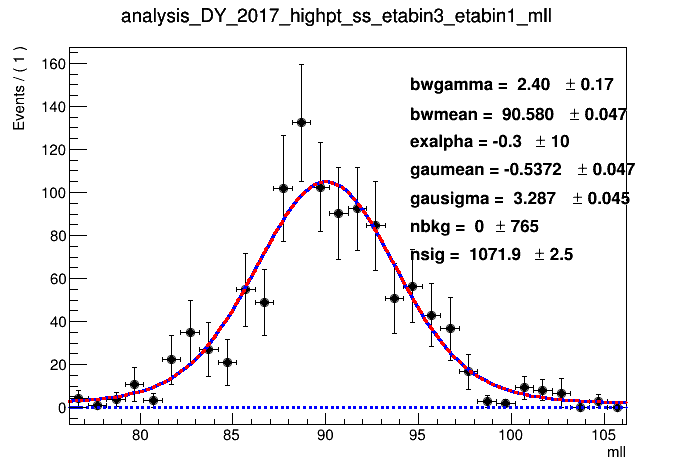 analysis_DY_2017_highpt_ss_etabin3_etabin1_mll
Events / ( 1 )
160
140
120
100
80
60
40
20
0
bwgamma = 2.40 ± 0.17
bwmean = 90.580 ± 0.047
exalpha = -0.3 ± 10
gaumean = -0.5372 ± 0.047
gausigma = 3.287 ± 0.045
nbkg = 0 ± 765
nsig = 1071.9 ± 2.5
80 85 90 95 100 105
mll